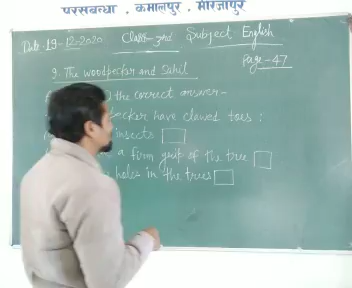 परसबन्धा , कमालपुर , मीरजापुर
Date-19-12-2020 Class-3rd Subject English
Page-47
9. The woodpecker and Sahil
the correct answer-
ecker have clawed toes :
insects
a firm grip of the tree
holes in the trees